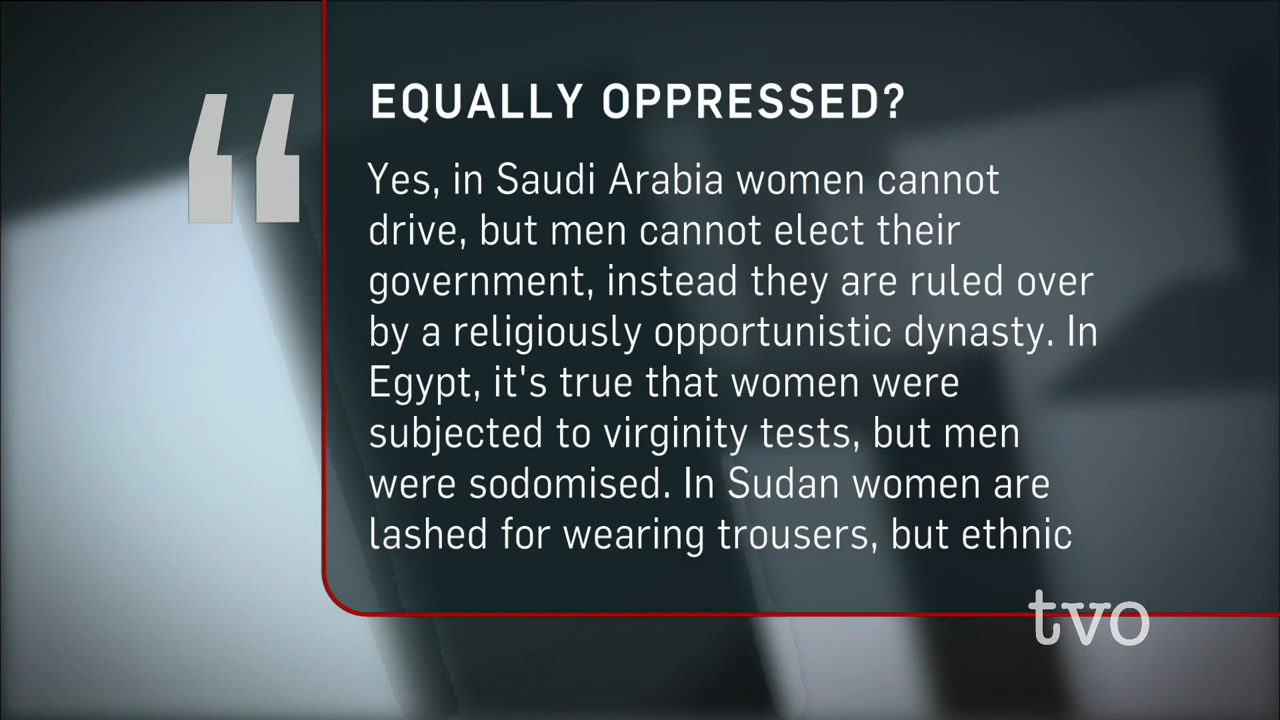 “
EQUALLY OPPRESSED?
Yes, in Saudi Arabia women cannot
drive, but men cannot elect their
government, instead they are ruled over
by a religiously opportunistic dynasty. In
Egypt, it's true that women were
subjected to virginity tests, but men
were sodomised. In Sudan women are
lashed for wearing trousers, but ethnic
tvo